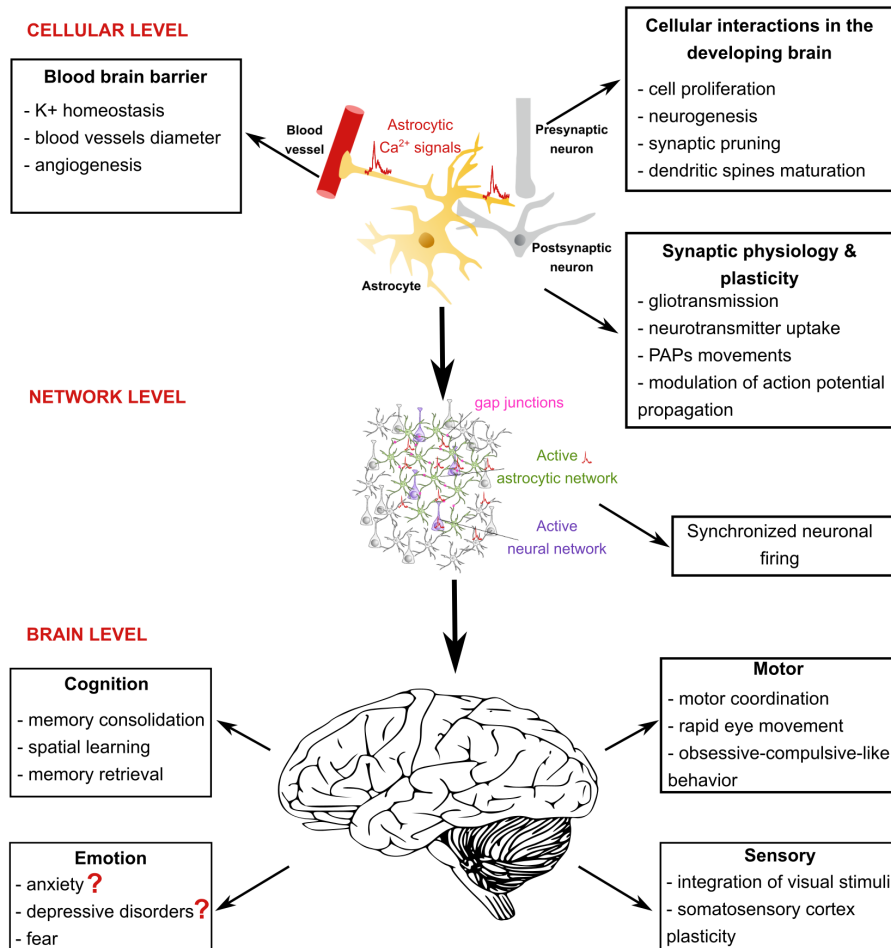 CELLULAR LEVEL
Blood brain barrier
- K+ homeostasis
- blood vessels diameter
- angiogenesis
Blood
vessel
Astrocytic
Ca²⁺ signals
Presynaptic
neuron
Postsynaptic
neuron
Astrocyte
Cellular interactions in the
developing brain
- cell proliferation
- neurogenesis
- synaptic pruning
- dendritic spines maturation
Synaptic physiology &
plasticity
- gliotransmission
- neurotransmitter uptake
- PAPs movements
- modulation of action potential
propagation
NETWORK LEVEL
gap junctions
Active
astrocytic network
Active
neural network
Synchronized neuronal
firing
BRAIN LEVEL
Cognition
- memory consolidation
- spatial learning
- memory retrieval
Motor
- motor coordination
- rapid eye movement
- obsessive-compulsive-like
behavior
Emotion
- anxiety?
- depressive disorders?
- fear
Sensory
- integration of visual stimuli
- somatosensory cortex
plasticity